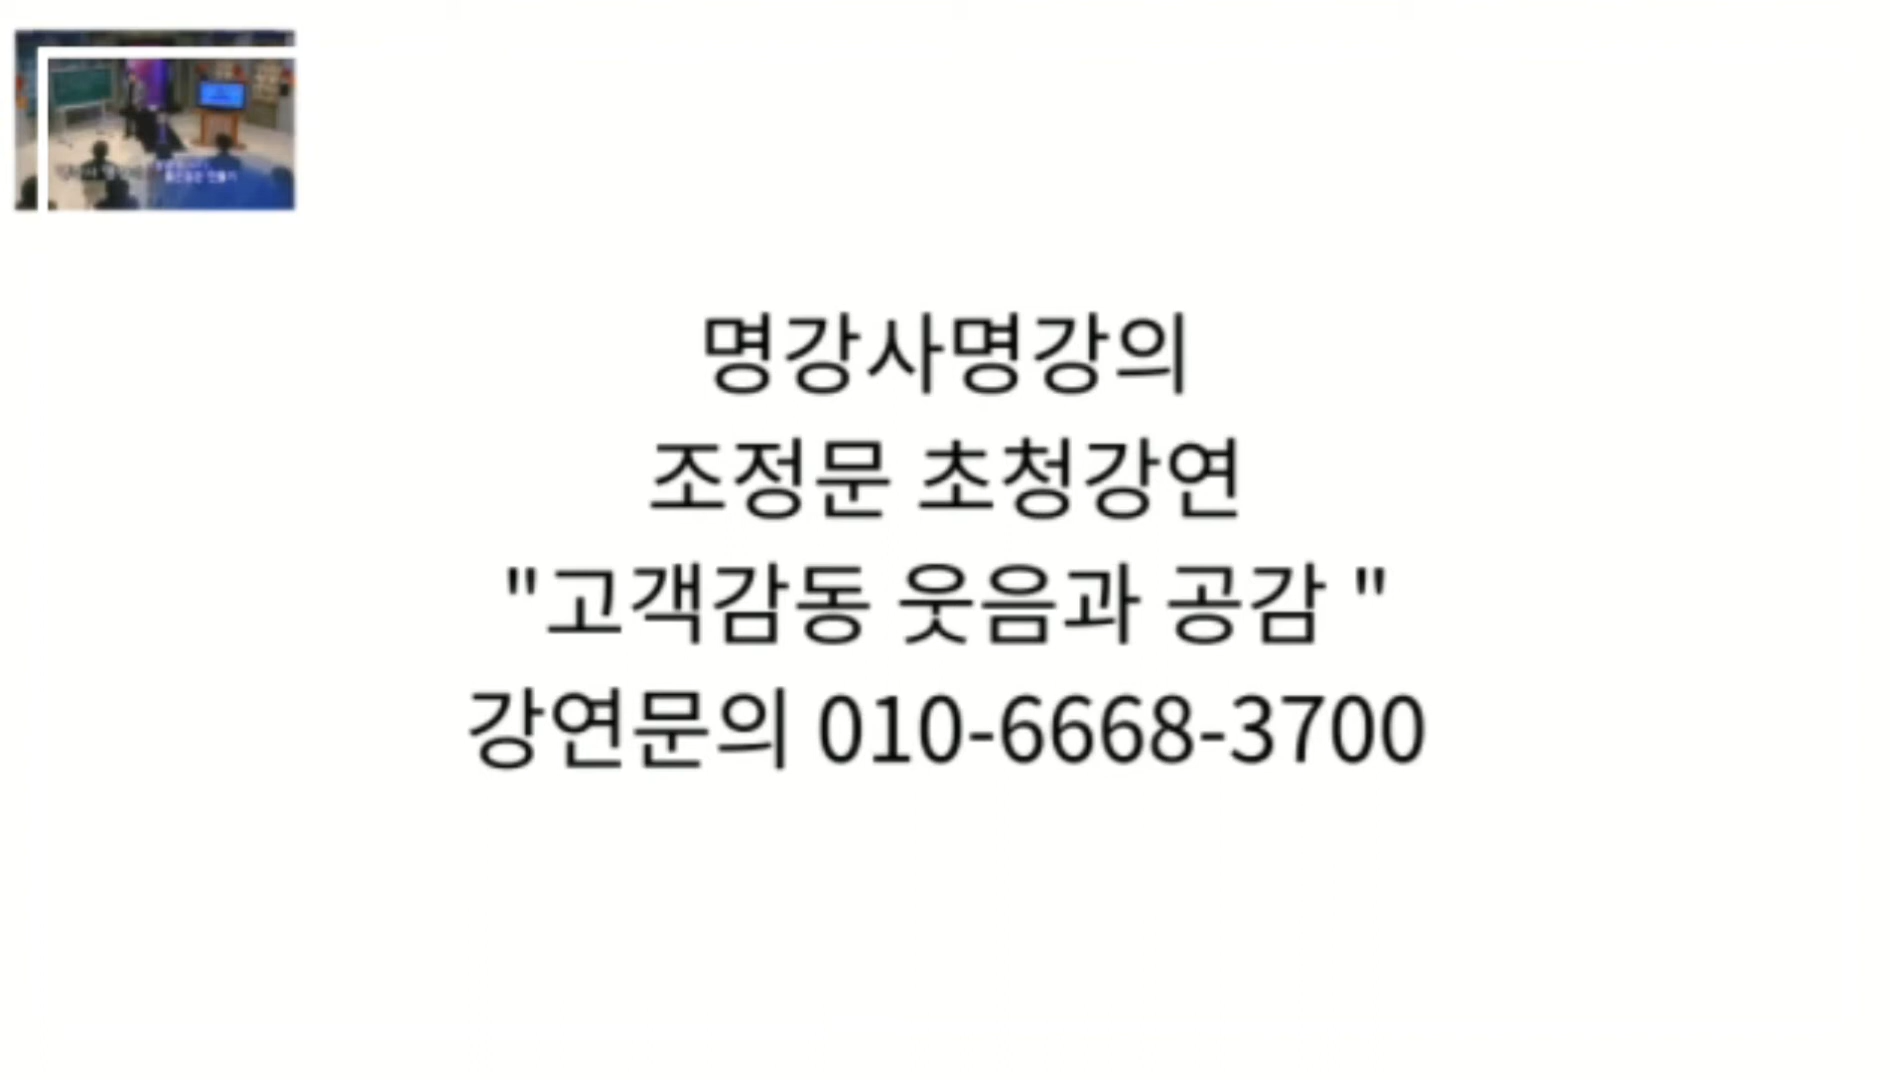 명강사명강의
조정문 초청강연
"고객감동 웃음과 공감 "
강연문의 010-6668-3700